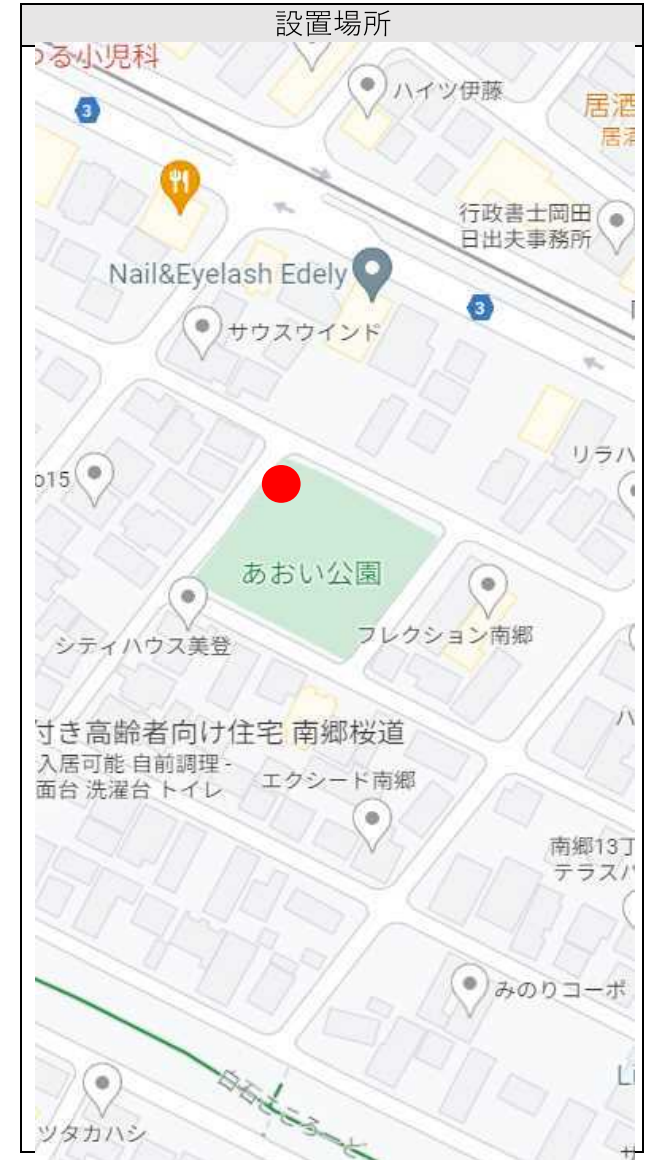 設置場所
つる小児科
ハイツ伊藤
3
居酒
居酒
行政書士岡田
日出夫事務所
Nail&Eyelash Edely
3
サウスウインド
リラハ
o15
あおい公園
フレクション南郷
シティハウス美登
付き高齢者向け住宅 南郷桜道
入居可能 自前調理 -
面台 洗濯台 トイレ
エクシード南郷
ハ
南郷13丁
テラスハ
みのりコーポ
Li
白石こころーど
ツタカハシ
サ